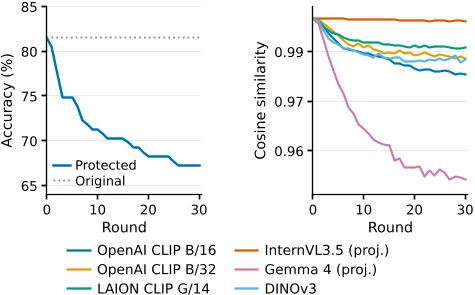 85
80
75
70
65
Accuracy (%)
0 10 20 30
Round
Protected
Original
0.99
0.97
0.96
Cosine similarity
0 10 20 30
Round
OpenAI CLIP B/16
OpenAI CLIP B/32
LAION CLIP G/14
InternVL3.5 (proj.)
Gemma 4 (proj.)
DINOv3